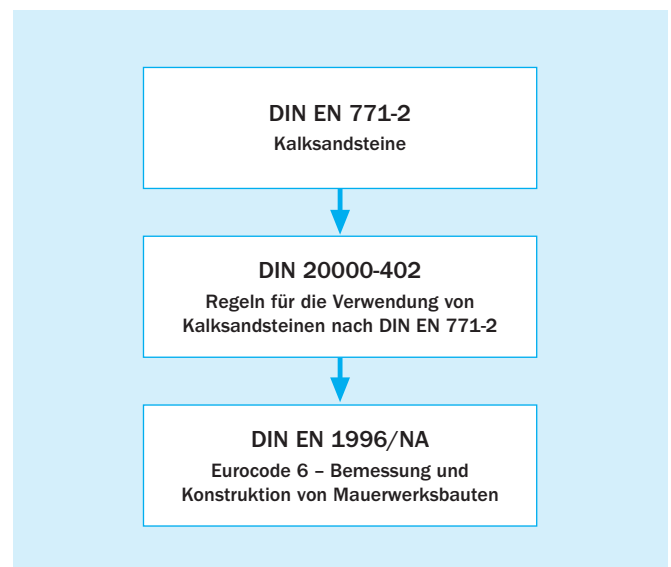 DIN EN 771-2
Kalksandsteine
DIN 20000-402
Regeln für die Verwendung von
Kalksandsteinen nach DIN EN 771-2
DIN EN 1996/NA
Eurocode 6 – Bemessung und
Konstruktion von Mauerwerksbauten